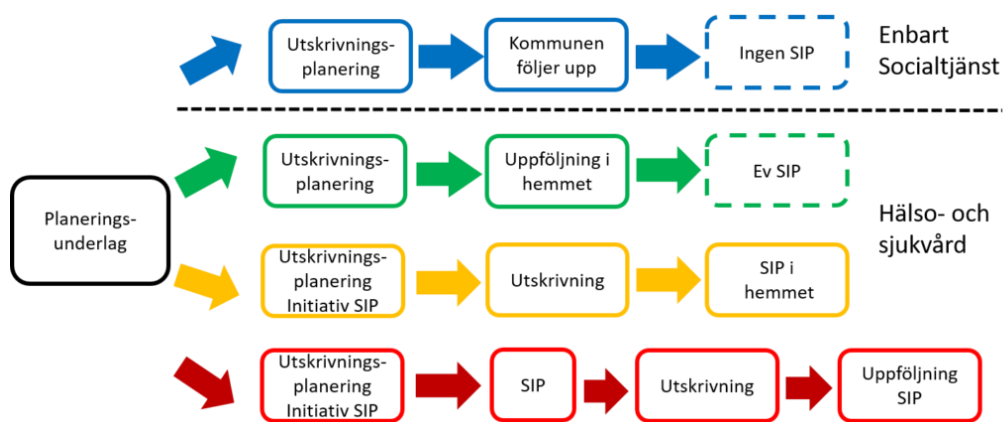 Utskrivnings-
planering
Kommunen
följer upp
Ingen SIP
Enbart
Socialtjänst
Planerings-
underlag
Utskrivnings-
planering
Uppföljning i
hemmet
Ev SIP
Hälso- och
sjukvård
Utskrivnings-
planering
Initiativ SIP
Utskrivning
SIP i
hemmet
Utskrivnings-
planering
Initiativ SIP
SIP
Utskrivning
Uppföljning
SIP